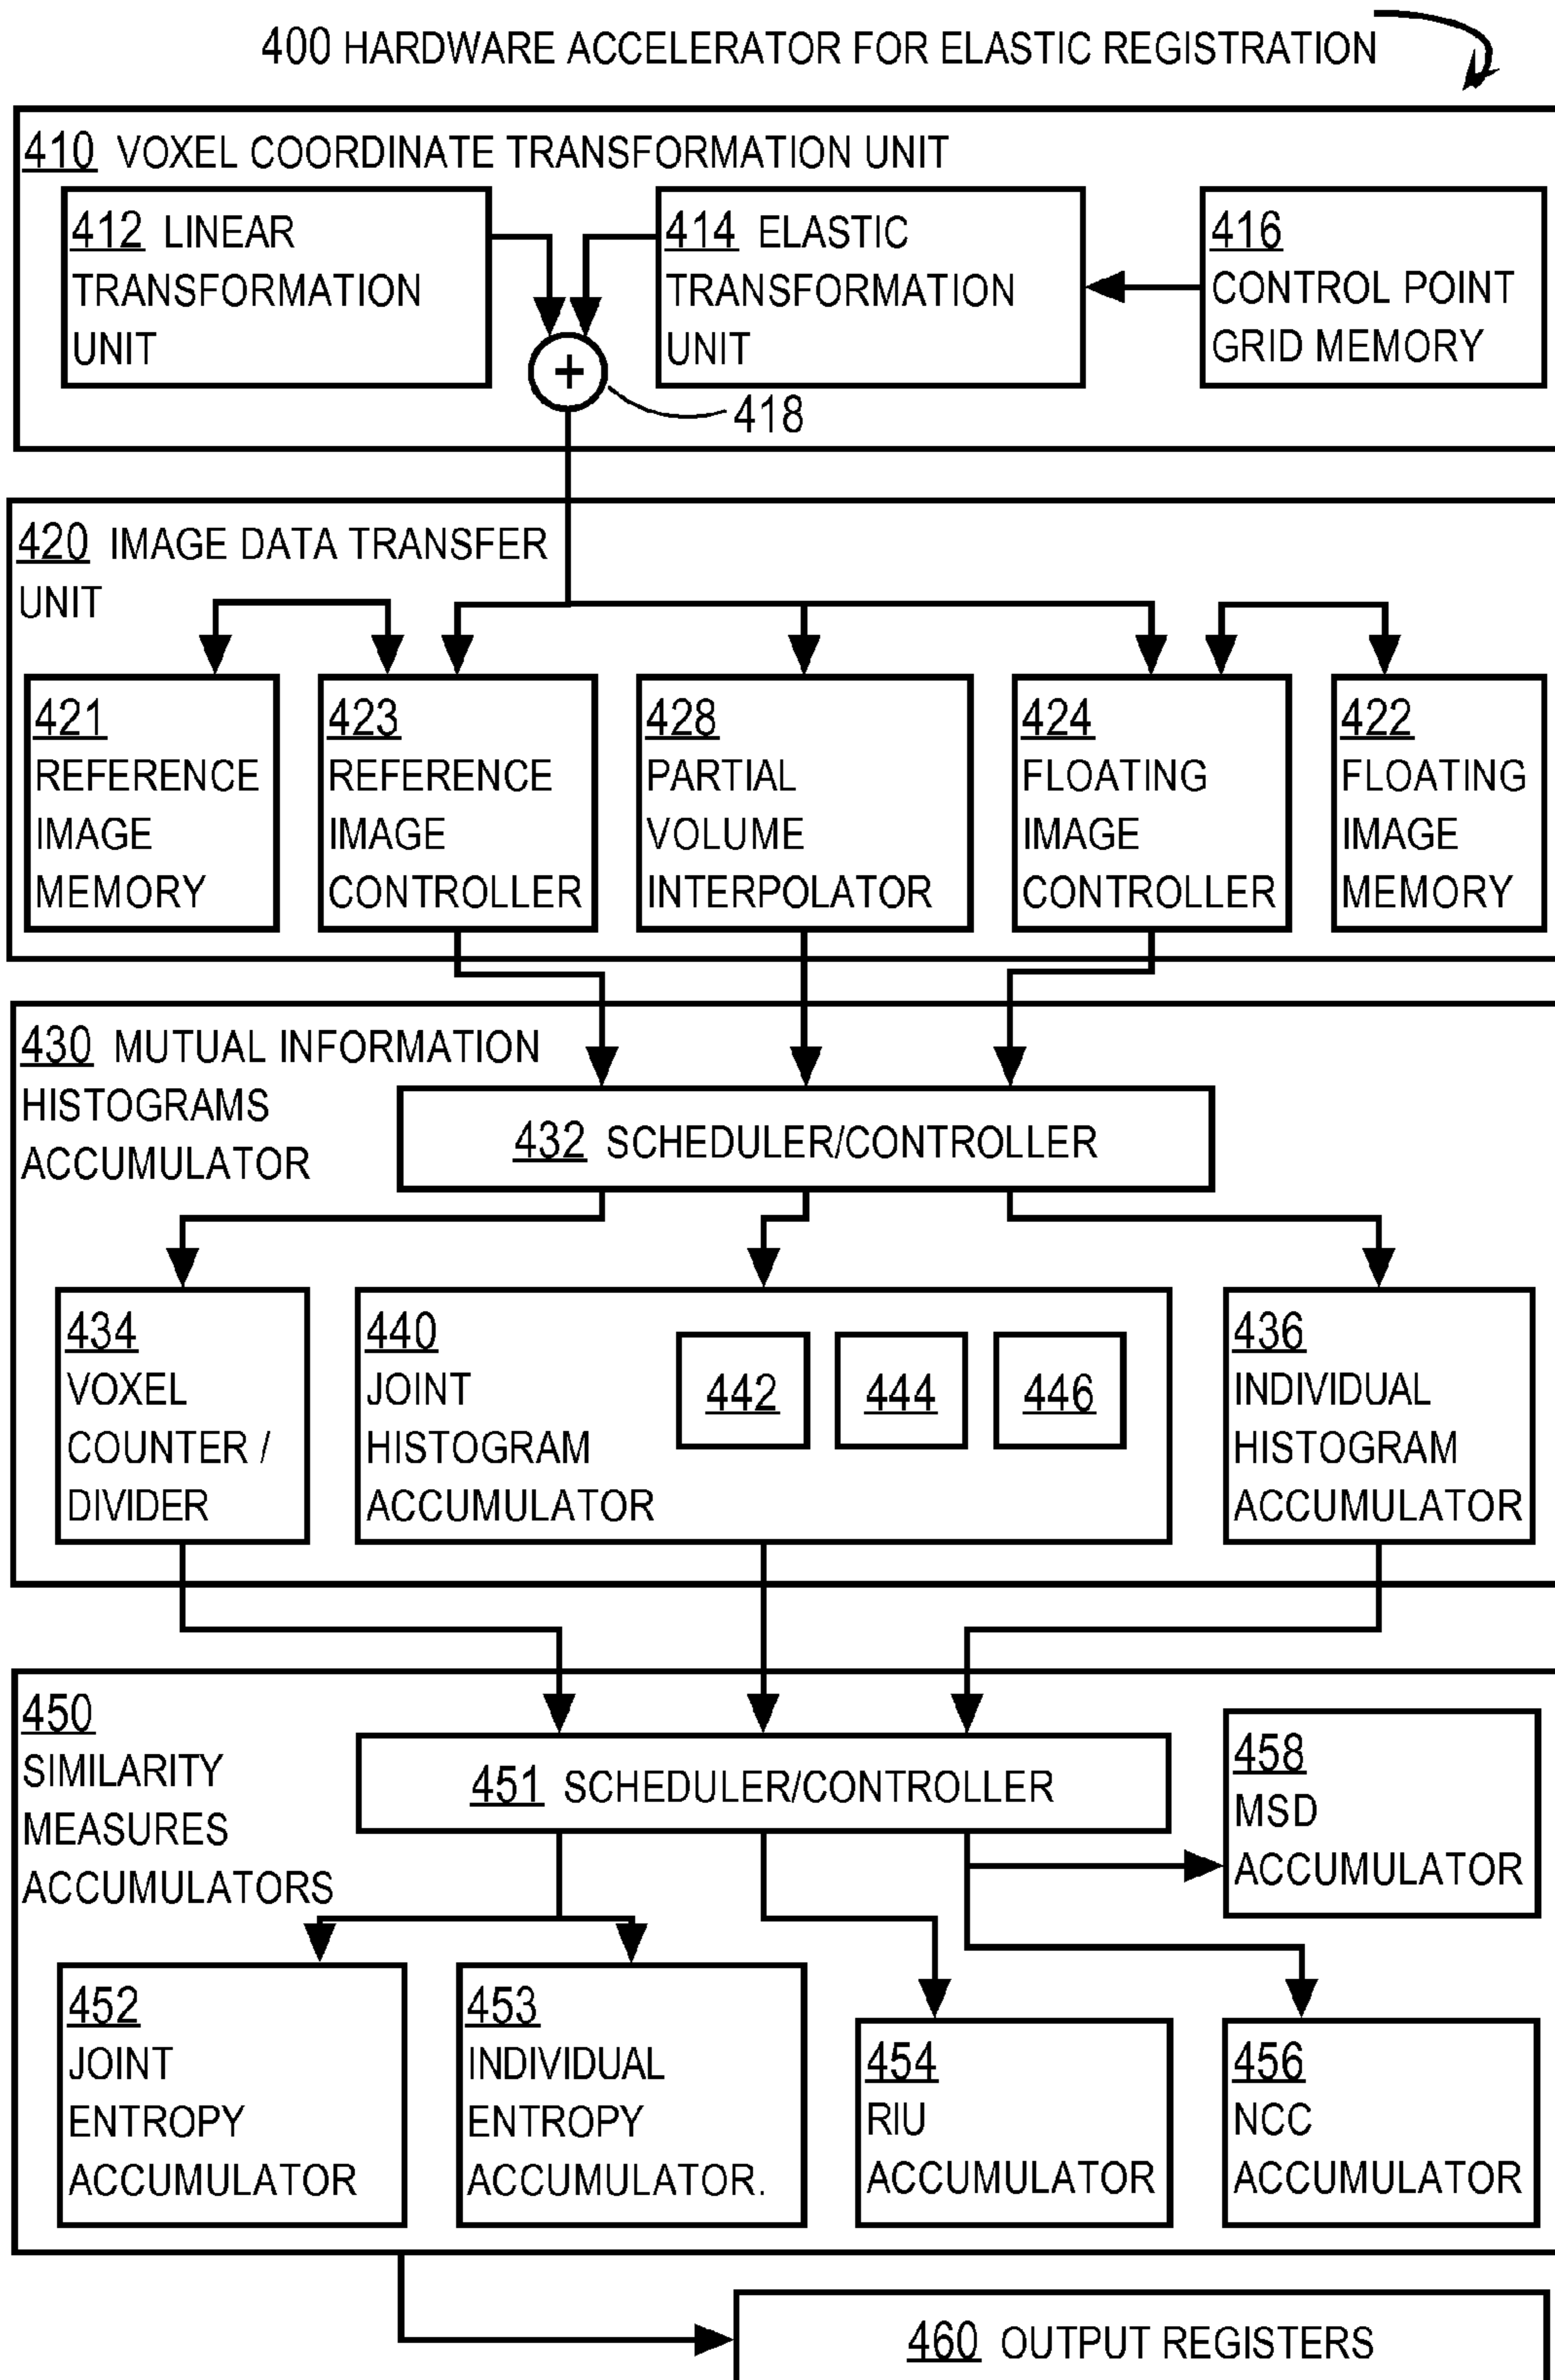 400 HARDWARE ACCELERATOR FOR ELASTIC REGISTRATION
410 VOXEL COORDINATE TRANSFORMATION UNIT
412 LINEAR
TRANSFORMATION
UNIT
414 ELASTIC
TRANSFORMATION
UNIT
416
CONTROL POINT
GRID MEMORY
+
418
420 IMAGE DATA TRANSFER
UNIT
421
REFERENCE
IMAGE
MEMORY
423
REFERENCE
IMAGE
CONTROLLER
428
PARTIAL
VOLUME
INTERPOLATOR
424
FLOATING
IMAGE
CONTROLLER
422
FLOATING
IMAGE
MEMORY
430 MUTUAL INFORMATION
HISTOGRAMS
ACCUMULATOR
432 SCHEDULER/CONTROLLER
434
VOXEL
COUNTER /
DIVIDER
440
JOINT
HISTOGRAM
ACCUMULATOR
442
444
446
436
INDIVIDUAL
HISTOGRAM
ACCUMULATOR
450
SIMILARITY
MEASURES
ACCUMULATORS
451 SCHEDULER/CONTROLLER
458
MSD
ACCUMULATOR
452
JOINT
ENTROPY
ACCUMULATOR
453
INDIVIDUAL
ENTROPY
ACCUMULATOR.
454
RIU
ACCUMULATOR
456
NCC
ACCUMULATOR
460 OUTPUT REGISTERS